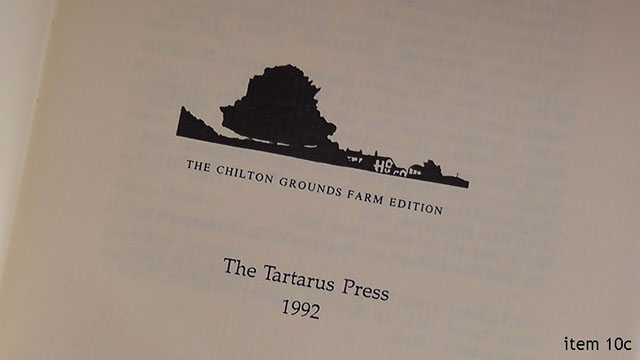 THE CHILTON GROUNDS FARM EDITION
The Tartarus Press
1992
item 10c